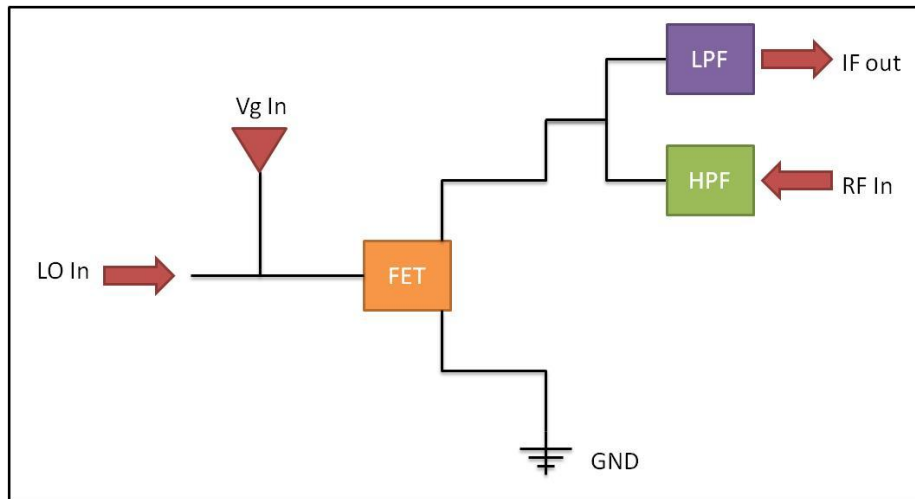 LPF
IF out
Vg In
HPF
RF In
LO In
FET
GND